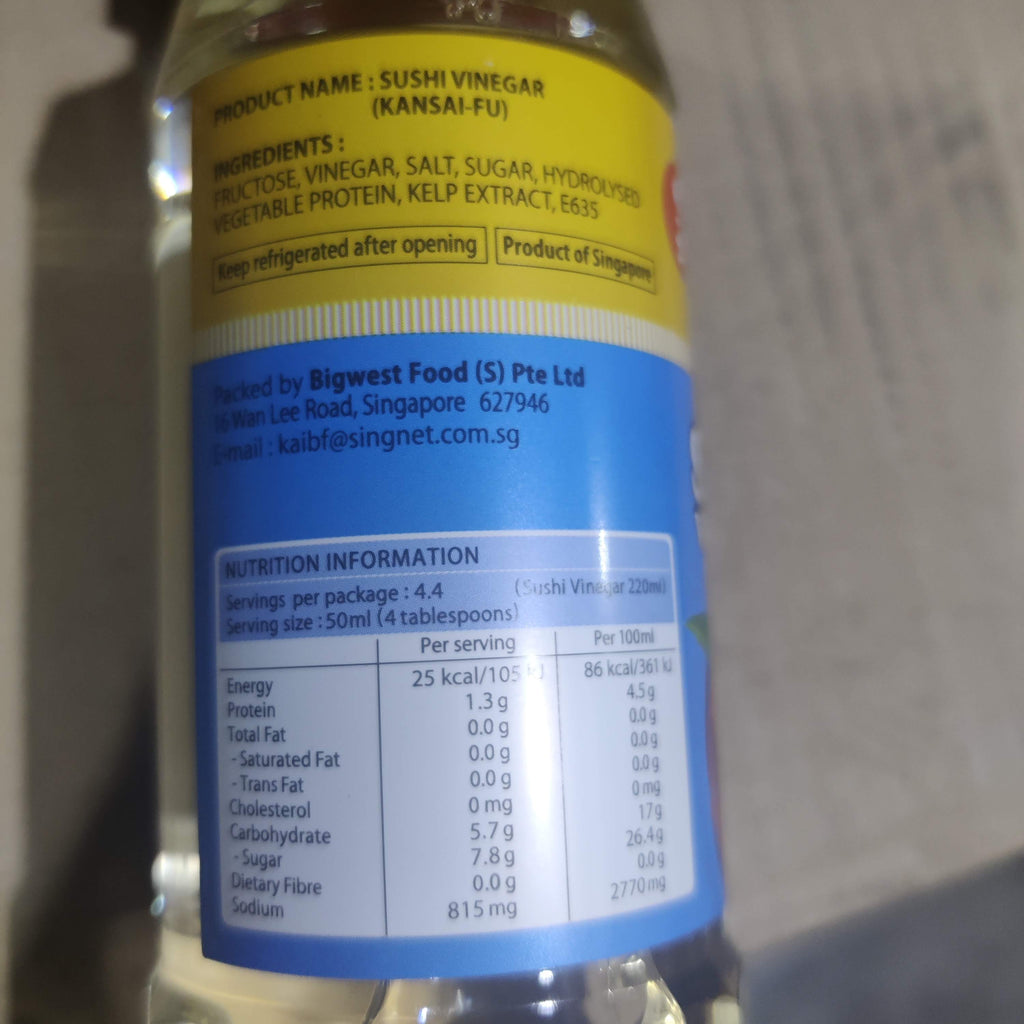 PRODUCT NAME : SUSHI VINEGAR
(KANSAI-FU)
INGREDIENTS :
FRUCTOSE, VINEGAR, SALT, SUGAR, HYDROLYSED
VEGETABLE PROTEIN, KELP EXTRACT, E635
Keep refrigerated after opening
Product of Singapore
Packed by Bigwest Food (S) Pte Ltd
16 Wan Lee Road, Singapore 627946
E-mail : kaibf@singnet.com.sg
NUTRITION INFORMATION
Servings per package : 4.4 (Sushi Vinegar 220ml)
Serving size : 50ml (4 tablespoons)
Per serving Per 100ml
Energy 25 kcal/105 kJ 86 kcal/361 kJ
Protein 1.3 g 4.5 g
Total Fat 0.0 g 0.0 g
- Saturated Fat 0.0 g 0.0 g
- Trans Fat 0.0 g 0.0 g
Cholesterol 0 mg 0 mg
Carbohydrate 5.7 g 17 g
- Sugar 7.8 g 26.4 g
Dietary Fibre 0.0 g 0.0 g
Sodium 815 mg 2770 mg